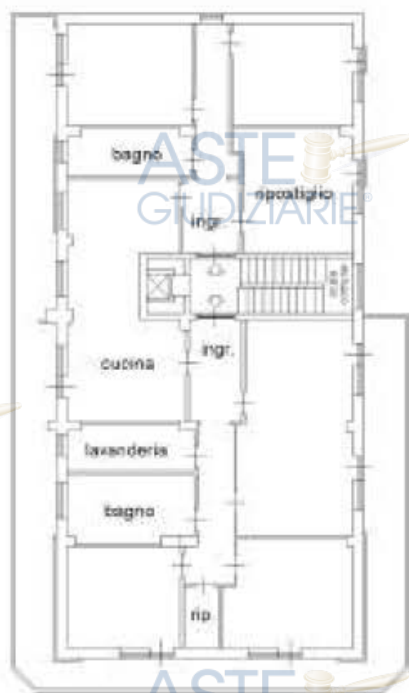 bagno
ASTE
GIUDIZIARIE®
ripostiglio
ingr.
ingr.
cucina
lavanderia
bagno
rip
ASTE